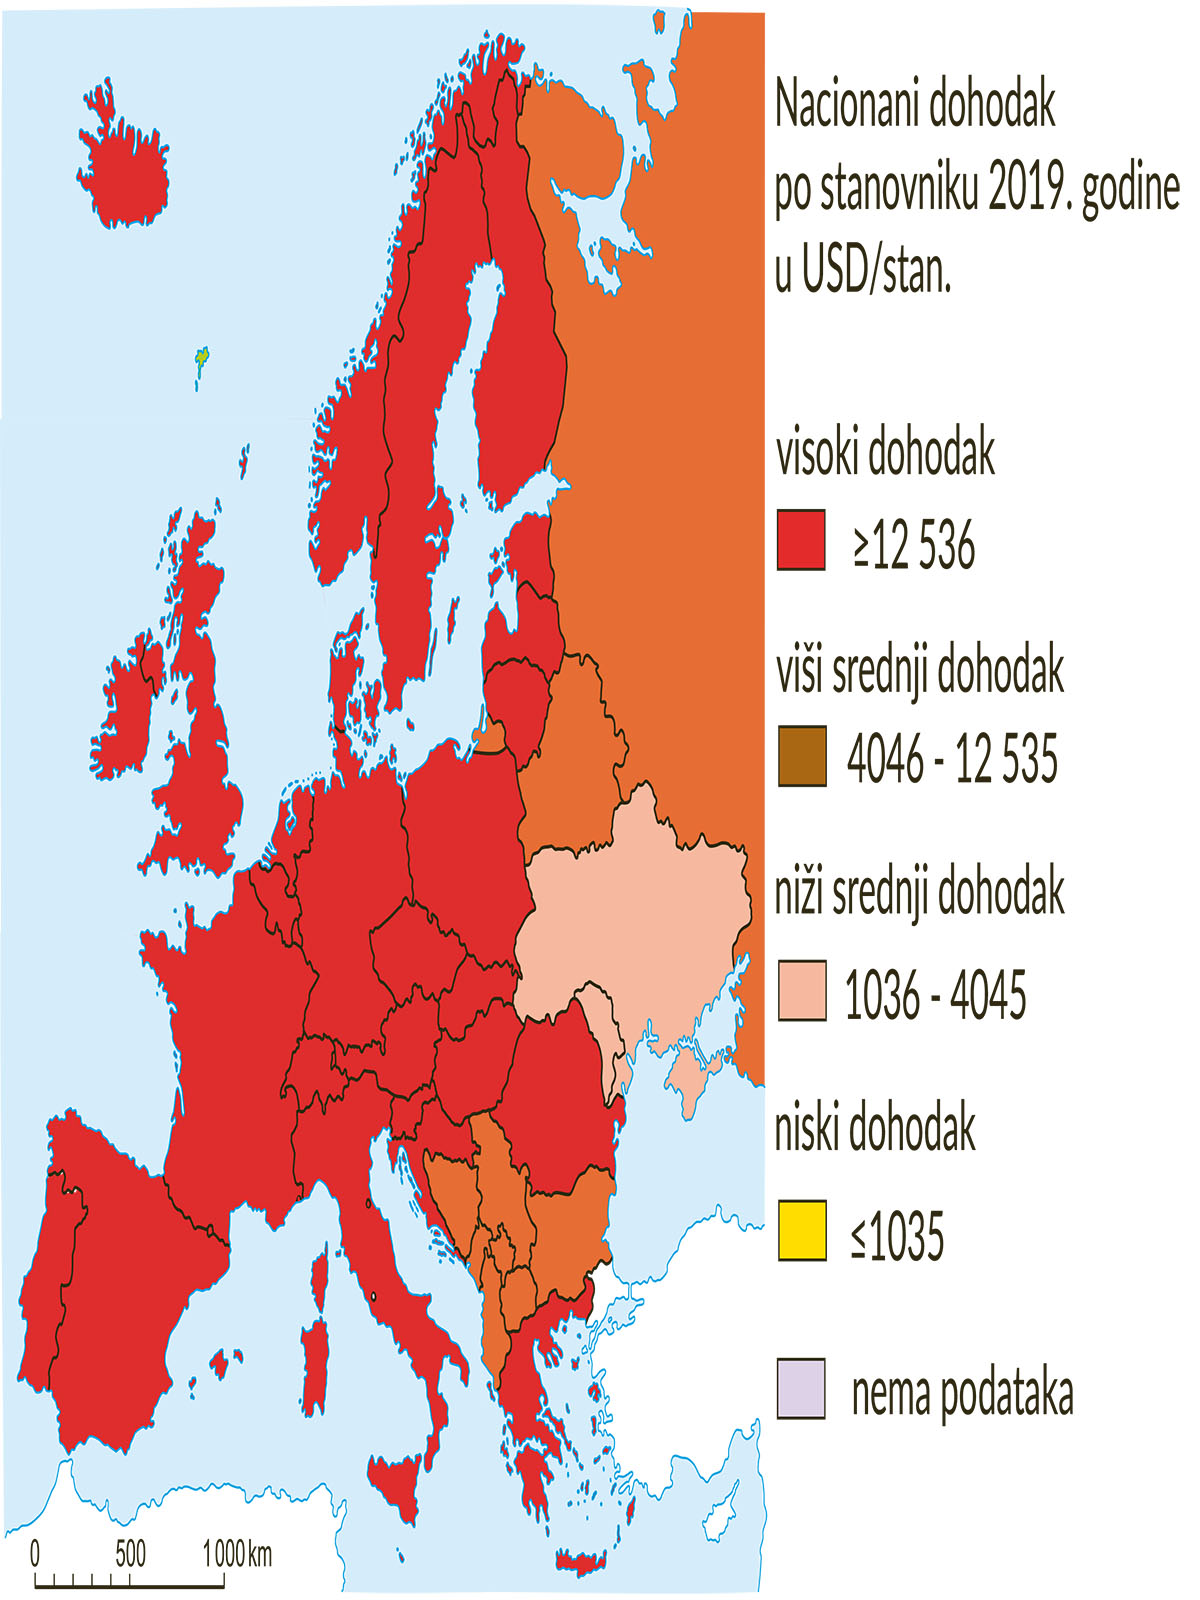 Nacionani dohodak
po stanovniku 2019. godine
u USD/stan.
visoki dohodak
≥12 536
viši srednji dohodak
4046 - 12 535
niži srednji dohodak
1036 - 4045
niski dohodak
≤1035
nema podataka
0 500 1000 km